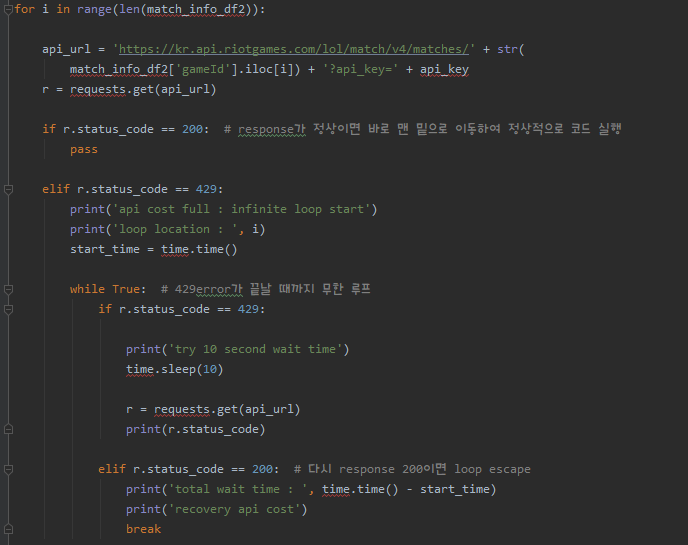 for i in range(len(match_info_df2)):
api_url = 'https://kr.api.riotgames.com/lol/match/v4/matches/' + str(
match_info_df2['gameId'].iloc[i]) + '?api_key=' + api_key
r = requests.get(api_url)
if r.status_code == 200:  # response가 정상이면 바로 맨 밑으로 이동하여 정상적으로 코드 실행
pass
elif r.status_code == 429:
print('api cost full : infinite loop start')
print('loop location : ', i)
start_time = time.time()
while True:  # 429error가 끝날 때까지 무한 루프
if r.status_code == 429:
print('try 10 second wait time')
time.sleep(10)
r = requests.get(api_url)
print(r.status_code)
elif r.status_code == 200:  # 다시 response 200이면 loop escape
print('total wait time : ', time.time() - start_time)
print('recovery api cost')
break